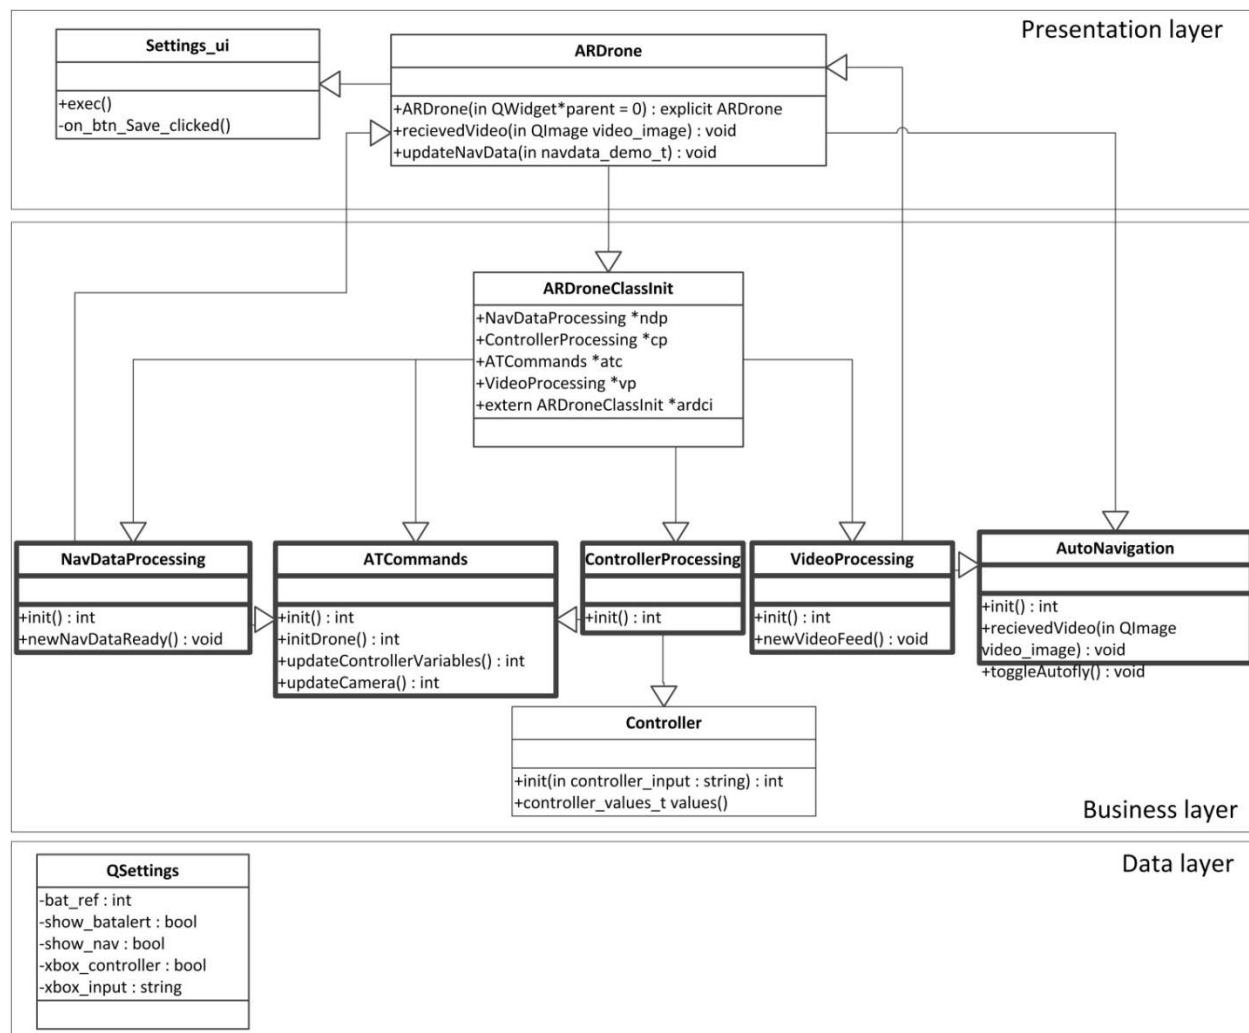 Presentation layer
Settings_ui
+exec()
-on_btn_Save_clicked()
ARDrone
+ARDrone(in QWidget*parent = 0) : explicit ARDrone
+recievedVideo(in QImage video_image) : void
+updateNavData(in navdata_demo_t) : void
ARDroneClassInit
+NavDataProcessing *ndp
+ControllerProcessing *cp
+ATCommands *atc
+VideoProcessing *vp
+extern ARDroneClassInit *ardci
NavDataProcessing
+init() : int
+newNavDataReady() : void
ATCommands
+init() : int
+initDrone() : int
+updateControllerVariables() : int
+updateCamera() : int
ControllerProcessing
+init() : int
VideoProcessing
+init() : int
+newVideoFeed() : void
AutoNavigation
+init() : int
+recievedVideo(in QImage
video_image) : void
+toggleAutofly() : void
Controller
+init(in controller_input : string) : int
+controller_values_t values()
Business layer
Data layer
QSettings
-bat_ref : int
-show_batalert : bool
-show_nav : bool
-xbox_controller : bool
-xbox_input : string